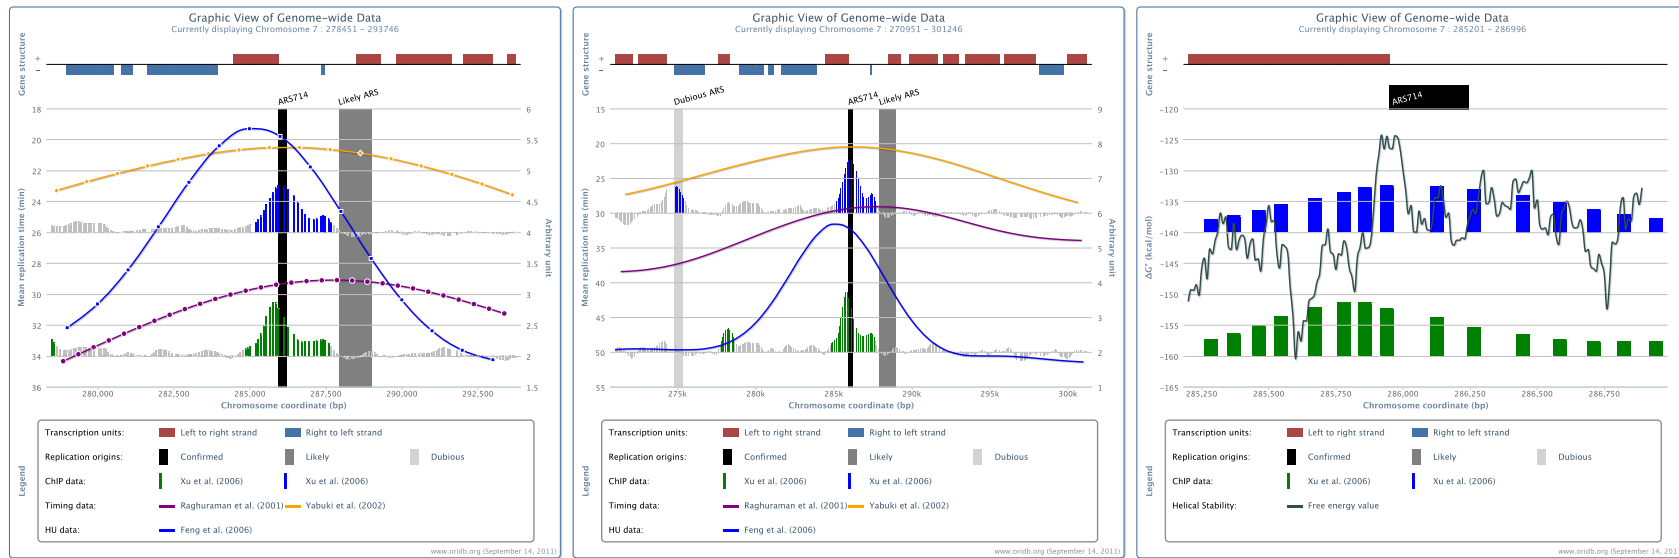 Graphic View of Genome-wide Data
Currently displaying Chromosome 7 : 278451 - 293746
Gene structure
+
-
ARS714
Likely ARS
Mean replication time (min)
18
20
22
24
26
28
30
32
34
36
6
5.5
5
4.5
4
3.5
3
2.5
2
1.5
Arbitrary unit
280,000
282,500
285,000
287,500
290,000
292,500
Chromosome coordinate (bp)
Legend
Transcription units: Left to right strand Right to left strand
Replication origins: Confirmed Likely Dubious
ChIP data: Xu et al. (2006) Xu et al. (2006)
Timing data: Raghuraman et al. (2001) Yabuki et al. (2002)
HU data: Feng et al. (2006)
www.oridb.org (September 14, 2011)
Graphic View of Genome-wide Data
Currently displaying Chromosome 7 : 270951 - 301246
Gene structure
+
-
Dubious ARS
ARS714
Likely ARS
Mean replication time (min)
15
20
25
30
35
40
45
50
55
9
8
7
6
5
4
3
2
1
Arbitrary unit
275k
280k
285k
290k
295k
300k
Chromosome coordinate (bp)
Legend
Transcription units: Left to right strand Right to left strand
Replication origins: Confirmed Likely Dubious
ChIP data: Xu et al. (2006) Xu et al. (2006)
Timing data: Raghuraman et al. (2001) Yabuki et al. (2002)
HU data: Feng et al. (2006)
www.oridb.org (September 14, 2011)
Graphic View of Genome-wide Data
Currently displaying Chromosome 7 : 285201 - 286996
Gene structure
+
-
ARS714
ΔG° (kcal/mol)
-120
-125
-130
-135
-140
-145
-150
-155
-160
-165
285,250
285,500
285,750
286,000
286,250
286,500
286,750
Chromosome coordinate (bp)
Legend
Transcription units: Left to right strand Right to left strand
Replication origins: Confirmed Likely Dubious
ChIP data: Xu et al. (2006) Xu et al. (2006)
Helical Stability: Free energy value
www.oridb.org (September 14, 2011)